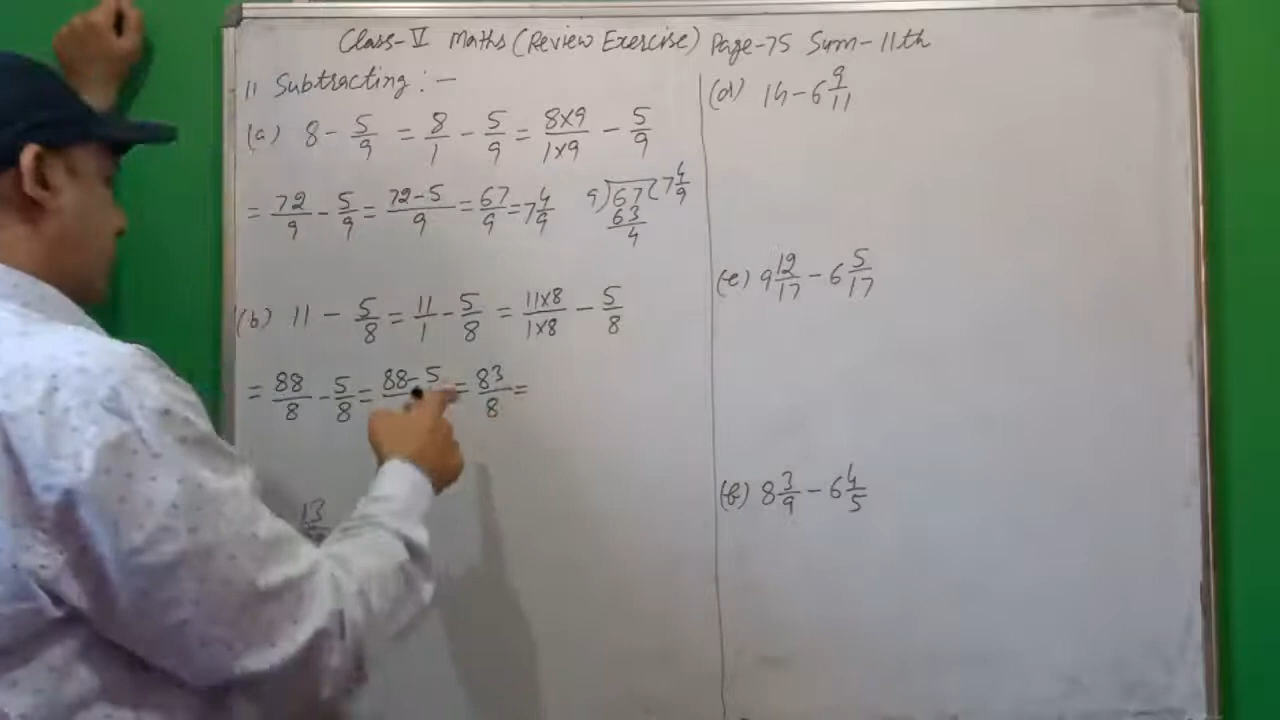 Class-V Maths (Review Exercise) Page-75 Sum-11th
11 Subtracting :-
(a) 8 - 5/9 = 8/1 - 5/9 = 8×9/1×9 - 5/9
= 72/9 - 5/9 = 72-5/9 = 67/9 = 7 4/9
9)67(7 4/9
63
4
(b) 11 - 5/8 = 11/1 - 5/8 = 11×8/1×8 - 5/8
= 88/8 - 5/8 = 88-5 = 83/8 =
13
(d) 14 - 6 9/11
(e) 9 12/17 - 6 5/17
(f) 8 3/9 - 6 4/5